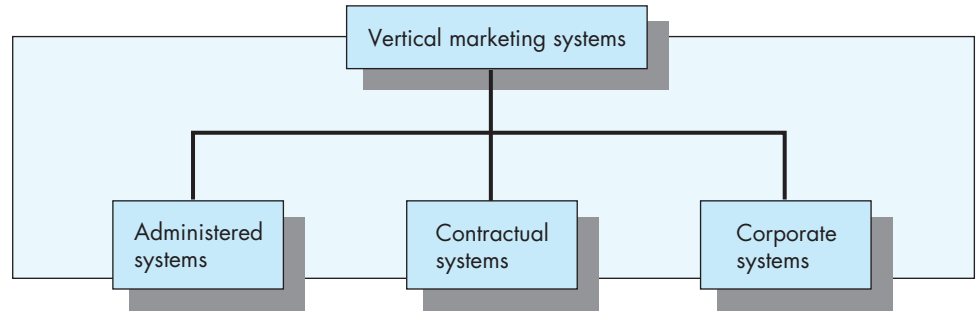 Vertical marketing systems
Administered
systems
Contractual
systems
Corporate
systems